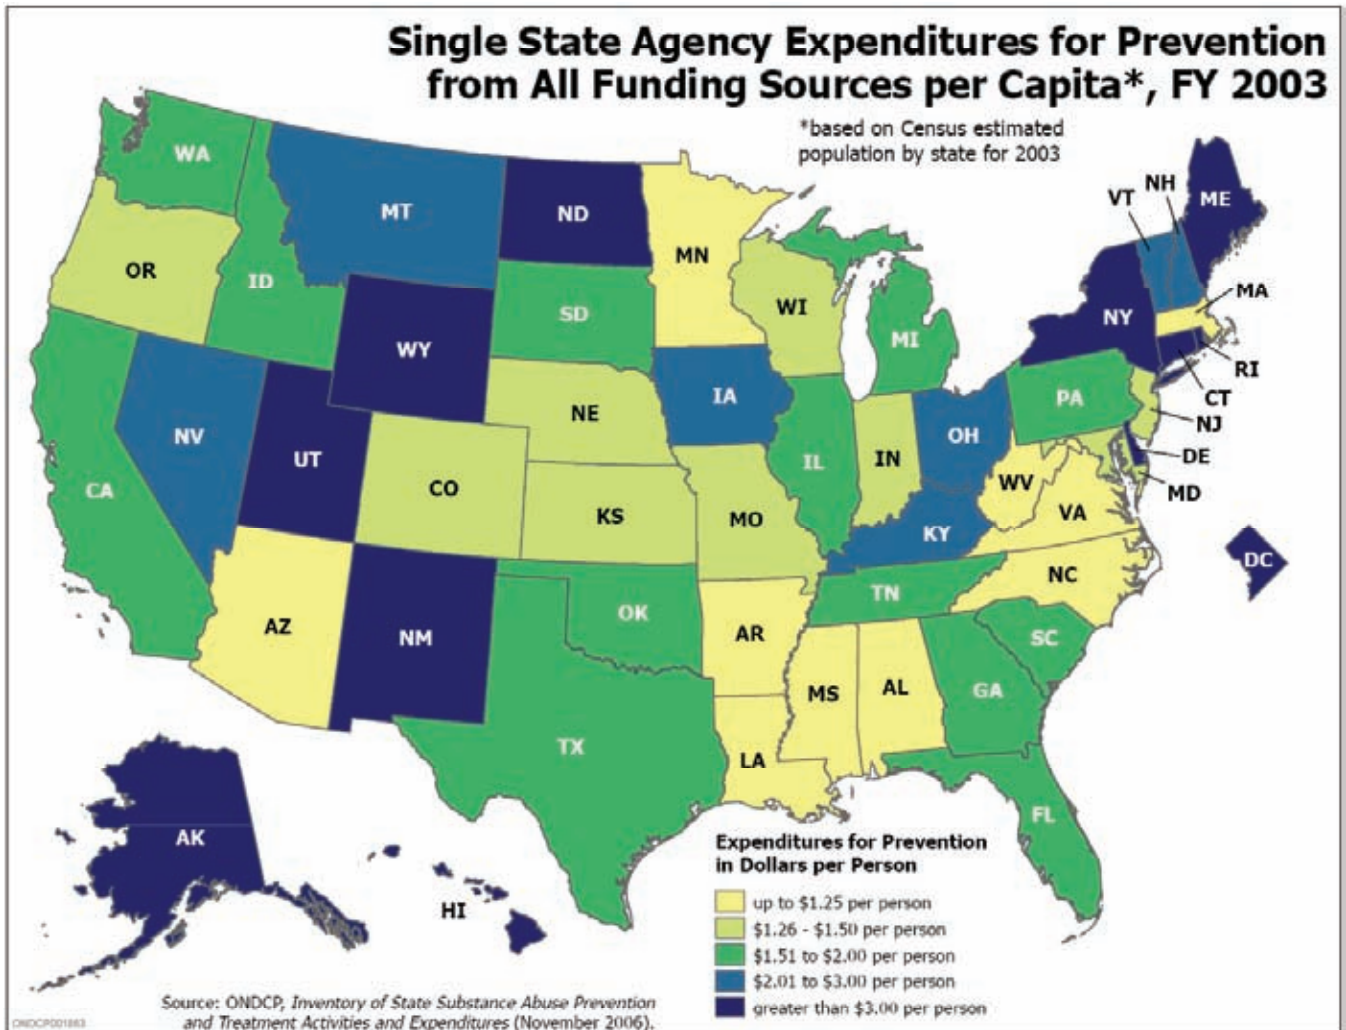 Single State Agency Expenditures for Prevention
from All Funding Sources per Capita*, FY 2003
*based on Census estimated
population by state for 2003
WA
MT
ND
MN
VT
NH
ME
OR
ID
SD
WI
MI
NY
MA
RI
CT
NJ
WY
NE
IA
PA
NV
UT
CO
KS
MO
IL
IN
OH
DE
MD
WV
VA
KY
CA
DC
AZ
NM
OK
AR
TN
NC
SC
MS
AL
GA
TX
LA
FL
AK
HI
Expenditures for Prevention
in Dollars per Person
up to $1.25 per person
$1.26 - $1.50 per person
$1.51 to $2.00 per person
$2.01 to $3.00 per person
greater than $3.00 per person
Source: ONDCP, Inventory of State Substance Abuse Prevention
and Treatment Activities and Expenditures (November 2006).